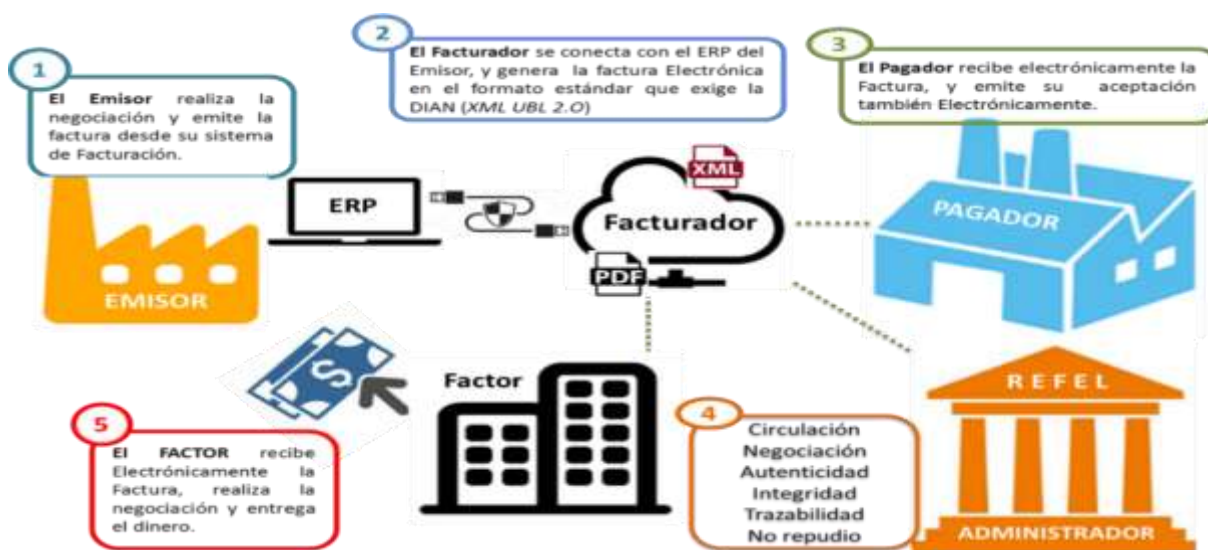 1
El Emisor realiza la
negociación y emite la
factura desde su sistema
de Facturación.
2
El Facturador se conecta con el ERP del
Emisor, y genera la factura Electrónica
en el formato estándar que exige la
DIAN (XML UBL 2.0)
3
El Pagador recibe electrónicamente la
Factura, y emite su aceptación
también Electrónicamente.
EMISOR
ERP
XML
Facturador
PDF
PAGADOR
$
Factor
REFEL
ADMINISTRADOR
4
Circulación
Negociación
Autenticidad
Integridad
Trazabilidad
No repudio
5
El FACTOR recibe
Electrónicamente la
Factura, realiza la
negociación y entrega
el dinero.